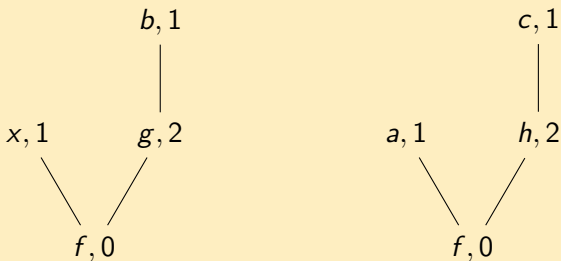 b, 1 c, 1
x, 1 g, 2 a, 1 h, 2
f, 0 f, 0